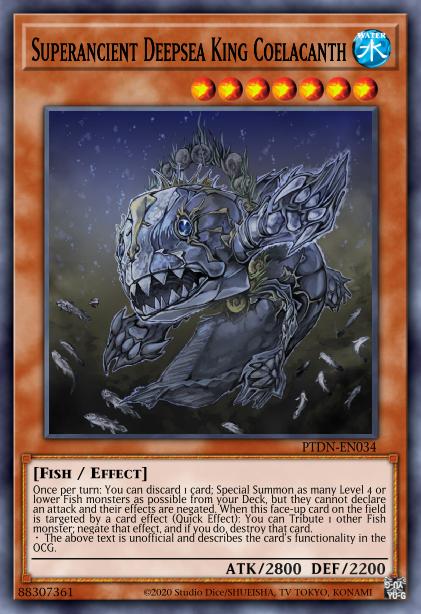 SUPERANCIENT DEEPSEA KING COELACANTH
WATER
水
PTDN-EN034
[FISH / EFFECT]
Once per turn: You can discard 1 card; Special Summon as many Level 4 or
lower Fish monsters as possible from your Deck, but they cannot declare
an attack and their effects are negated. When this face-up card on the
field is targeted by a card effect (Quick Effect): You can Tribute 1 other Fish
monster; negate that effect, and if you do, destroy that card.
· The above text is unofficial and describes the card's functionality in the
OCG.
ATK/2800 DEF/2200
88307361
©2020 Studio Dice/SHUEISHA, TV TOKYO, KONAMI